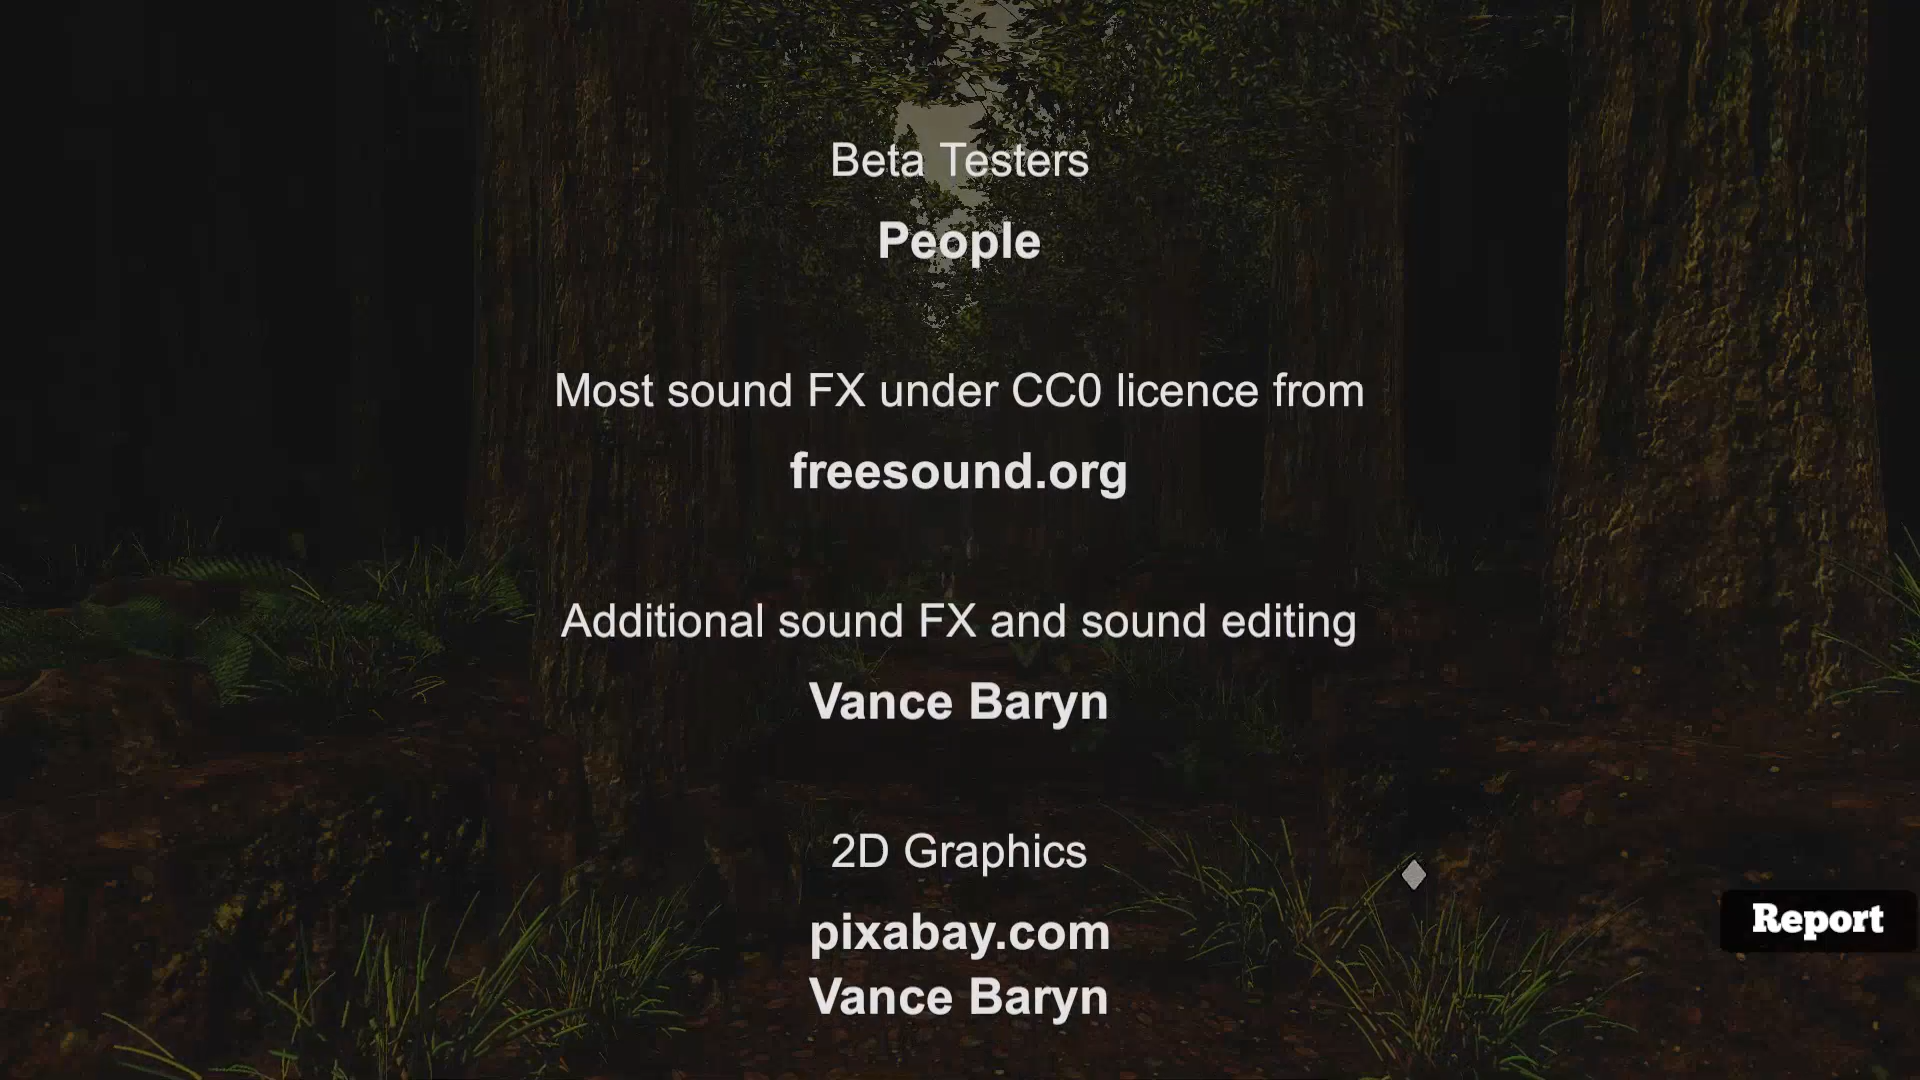 Beta Testers
People
Most sound FX under CC0 licence from
freesound.org
Additional sound FX and sound editing
Vance Baryn
2D Graphics
pixabay.com
Vance Baryn
Report